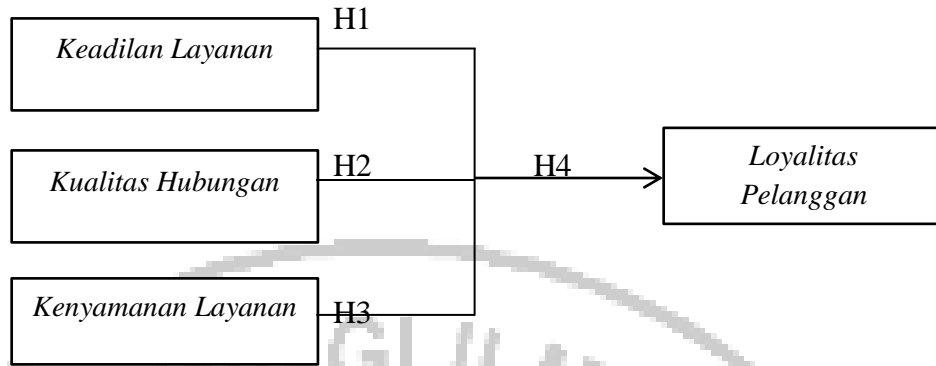 H1
Keadilan Layanan
Kualitas Hubungan
H2
H4
Loyalitas
Pelanggan
Kenyamanan Layanan
H3